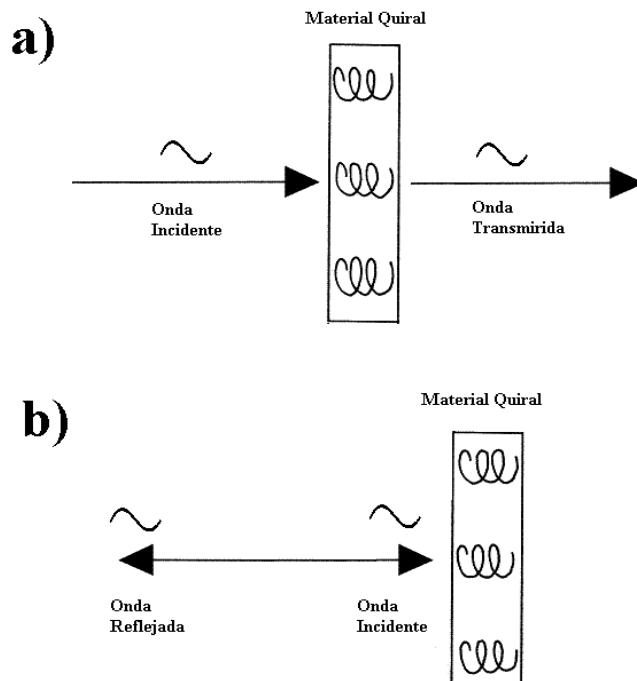 a)
Material Quiral
Onda
Incidente
Onda
Transmirida
b)
Material Quiral
Onda
Reflejada
Onda
Incidente